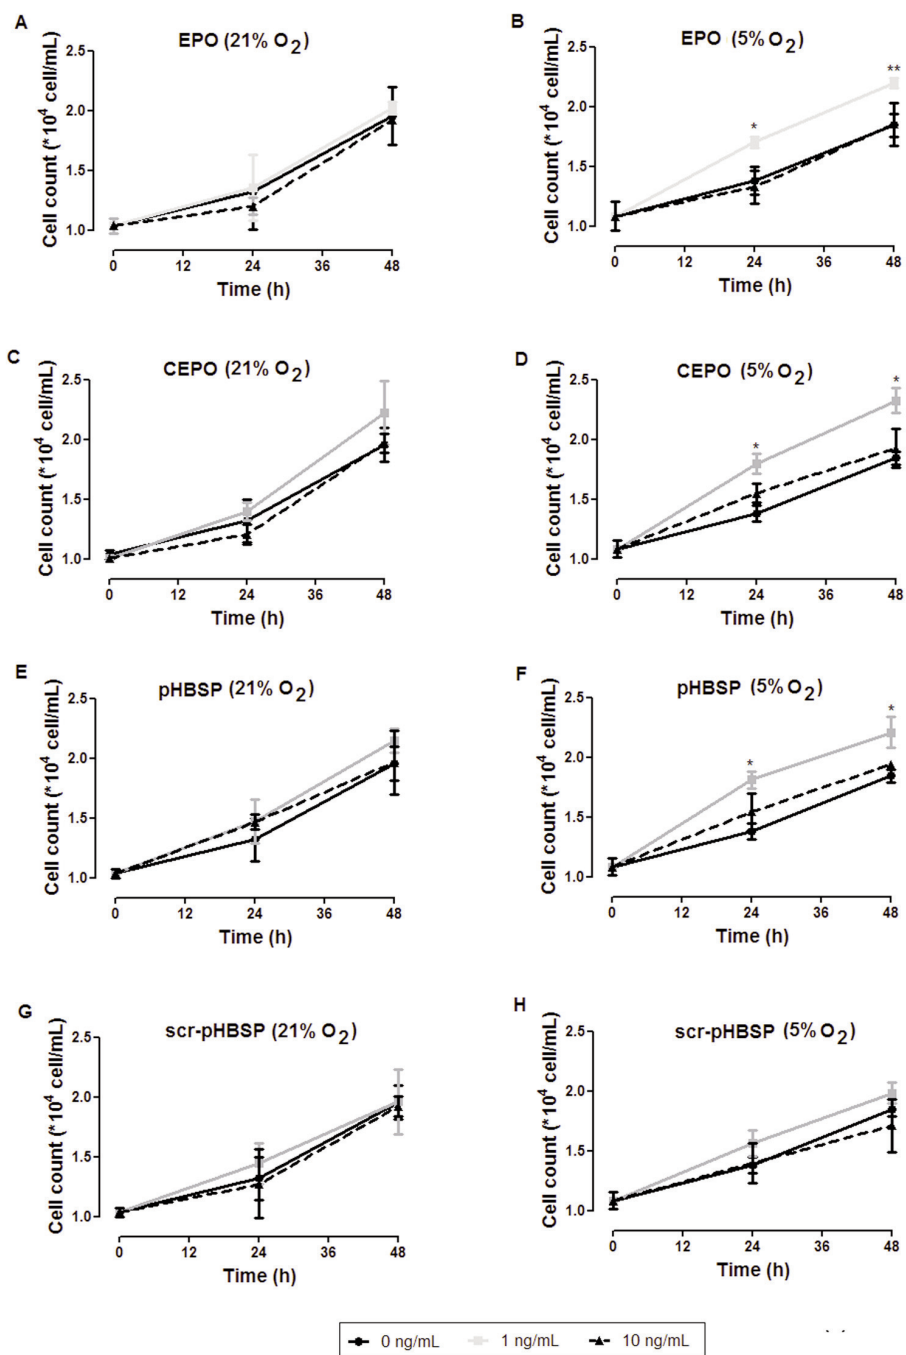 A
EPO (21% O2)
Cell count (*10^4 cell/mL)
2.5
2.0
1.5
1.0
0 12 24 36 48
Time (h)
B
EPO (5% O2)
Cell count (*10^4 cell/mL)
2.5
2.0
1.5
1.0
*
**
0 12 24 36 48
Time (h)
C
CEPO (21% O2)
Cell count (*10^4 cell/mL)
2.5
2.0
1.5
1.0
0 12 24 36 48
Time (h)
D
CEPO (5% O2)
Cell count (*10^4 cell/mL)
2.5
2.0
1.5
1.0
*
*
0 12 24 36 48
Time (h)
E
pHBSP (21% O2)
Cell count (*10^4 cell/mL)
2.5
2.0
1.5
1.0
0 12 24 36 48
Time (h)
F
pHBSP (5% O2)
Cell count (*10^4 cell/mL)
2.5
2.0
1.5
1.0
*
*
0 12 24 36 48
Time (h)
G
scr-pHBSP (21% O2)
Cell count (*10^4 cell/mL)
2.5
2.0
1.5
1.0
0 12 24 36 48
Time (h)
H
scr-pHBSP (5% O2)
Cell count (*10^4 cell/mL)
2.5
2.0
1.5
1.0
0 12 24 36 48
Time (h)
0 ng/mL 1 ng/mL 10 ng/mL